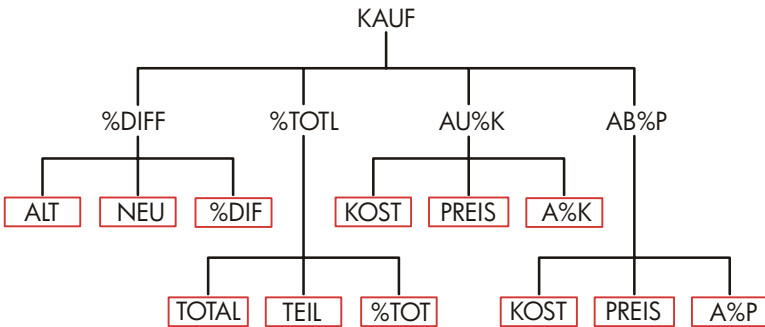 KAUF
%DIFF %TOTL AU%K AB%P
ALT NEU %DIF KOST PREIS A%K
TOTAL TEIL %TOT KOST PREIS A%P